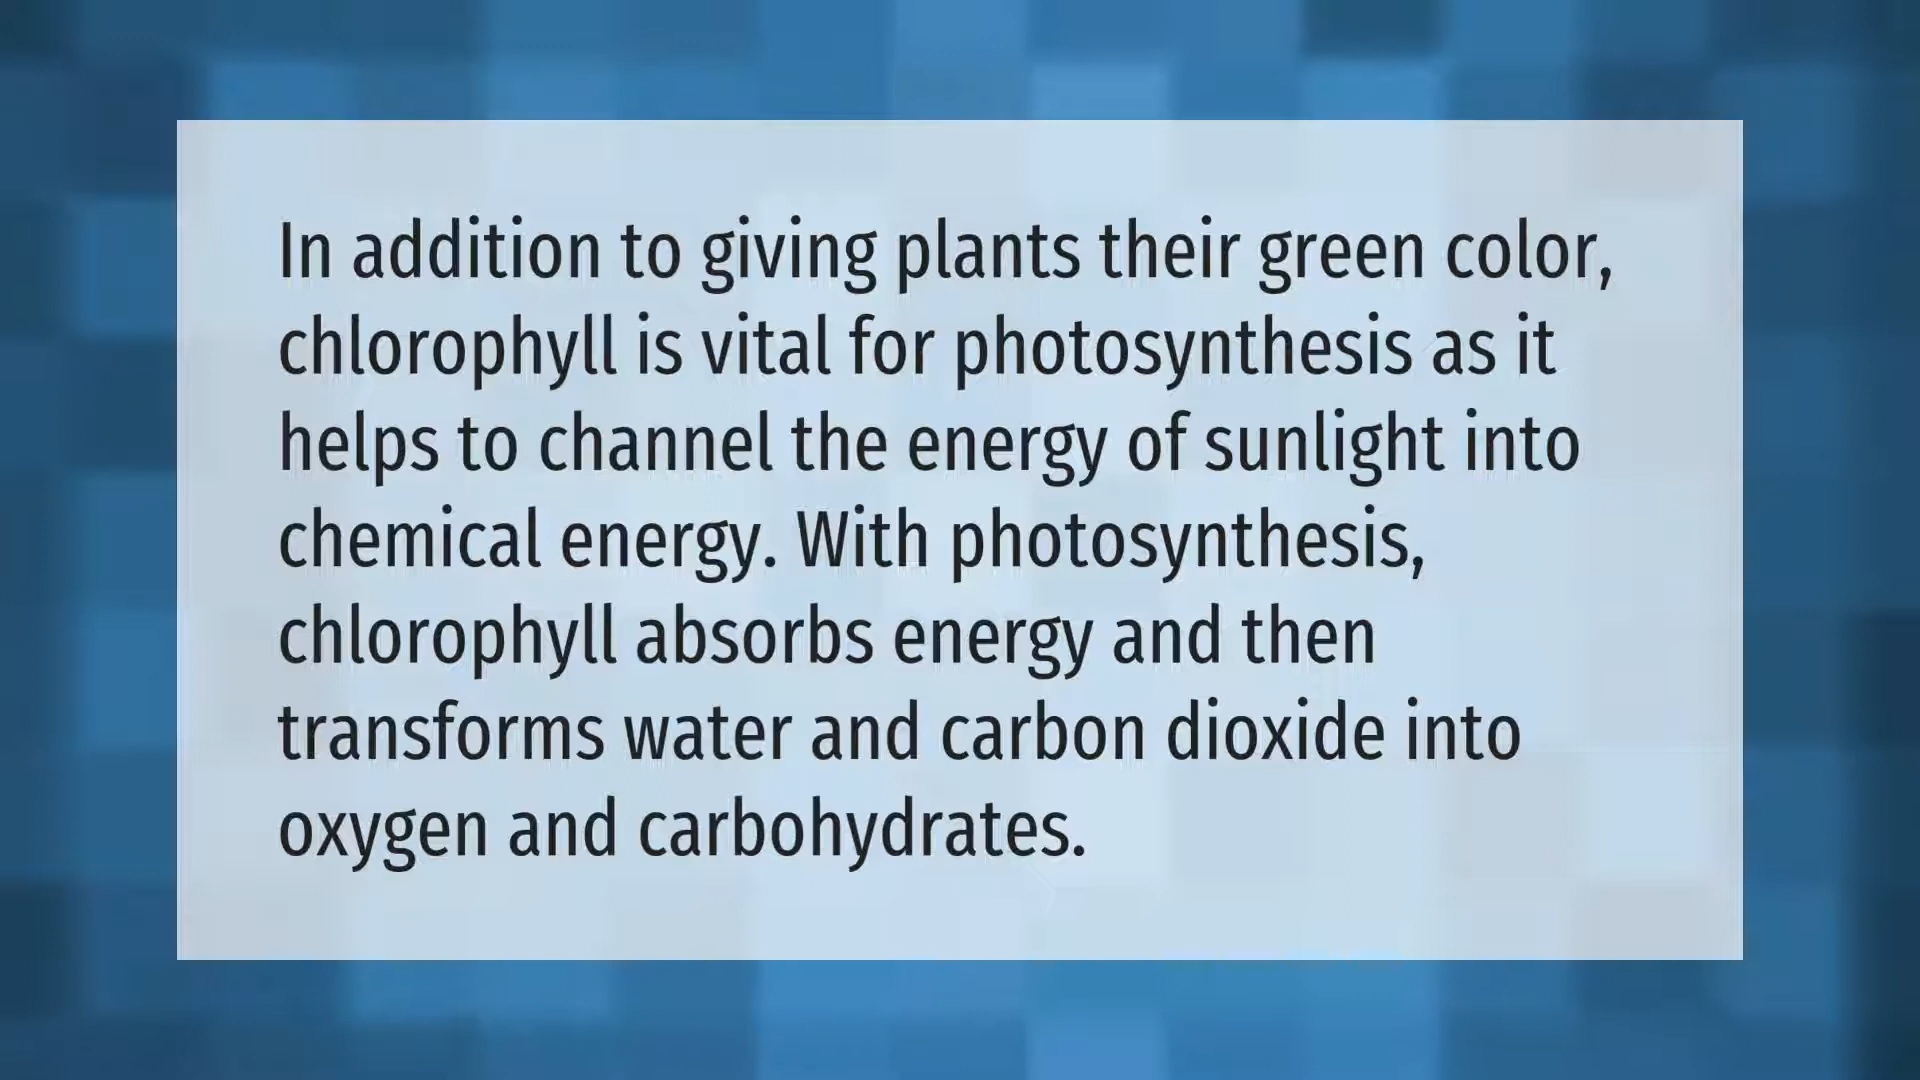 In addition to giving plants their green color,
chlorophyll is vital for photosynthesis as it
helps to channel the energy of sunlight into
chemical energy. With photosynthesis,
chlorophyll absorbs energy and then
transforms water and carbon dioxide into
oxygen and carbohydrates.